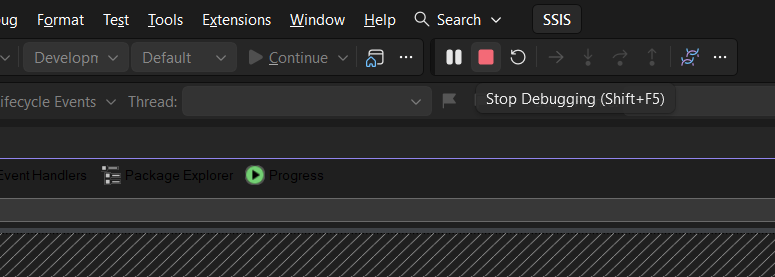 ug Format Test Tools Extensions Window Help Search SSIS
Developn Default Continue
ifecycle Events Thread:
Stop Debugging (Shift+F5)
Event Handlers Package Explorer Progress